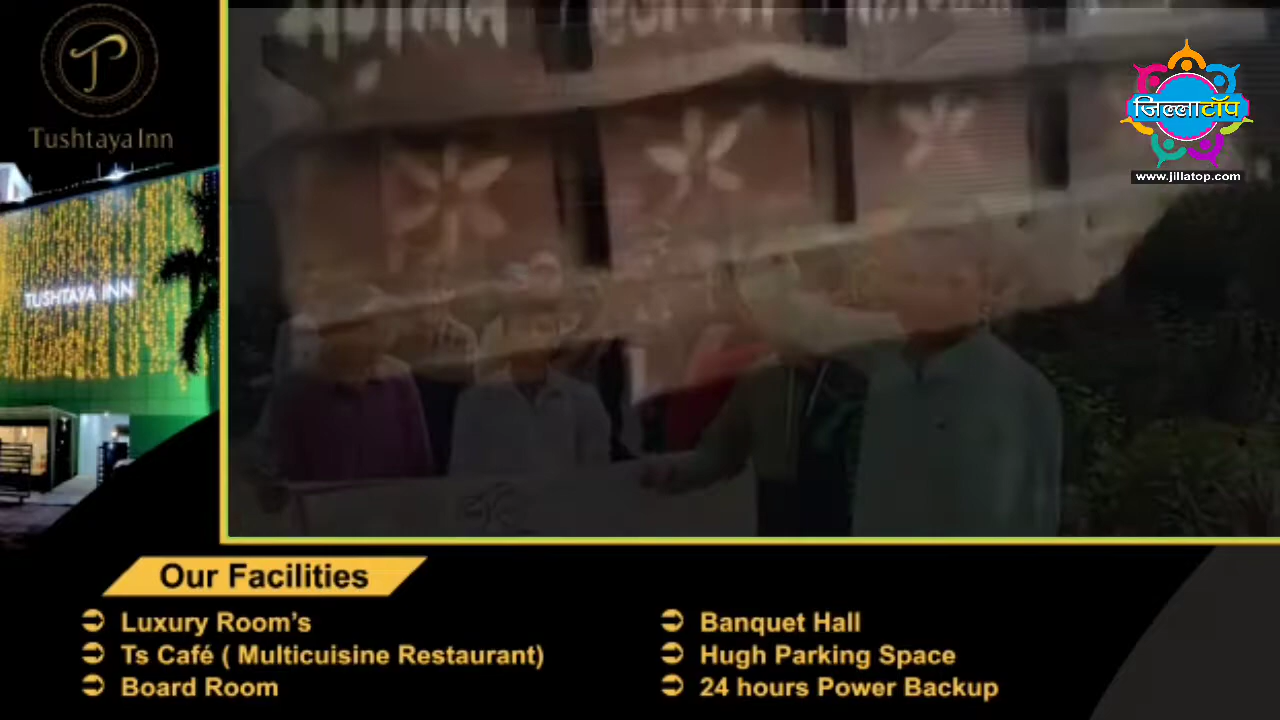 Tushtaya Inn
TUSHTAYA INN
जिल्लाटॉप
www.jillatop.com
Our Facilities
Luxury Room's
Ts Café ( Multicuisine Restaurant)
Board Room
Banquet Hall
Hugh Parking Space
24 hours Power Backup